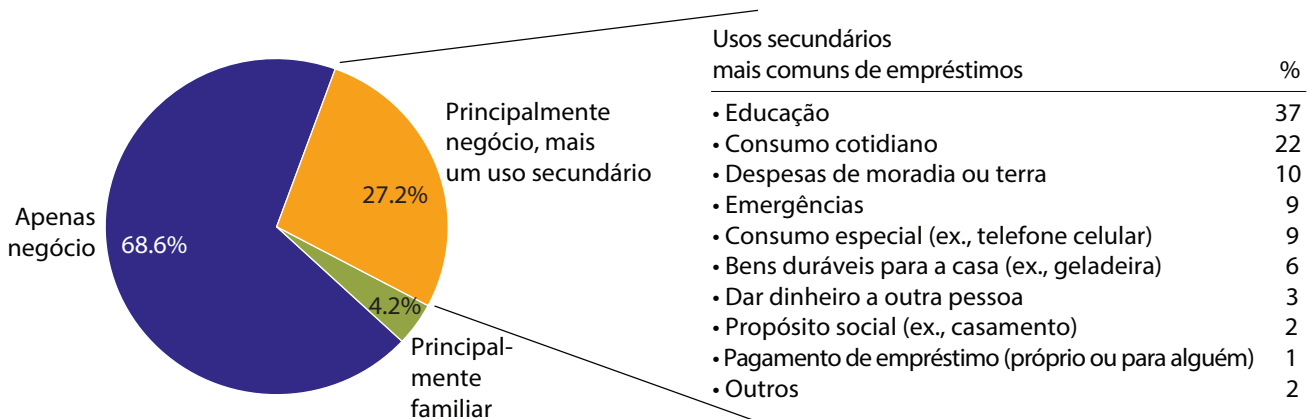 Apenas
negócio
68.6%
Principalmente
negócio, mais
um uso secundário
27.2%
4.2%
Principal-
mente
familiar
Usos secundários
mais comuns de empréstimos %
• Educação 37
• Consumo cotidiano 22
• Despesas de moradia ou terra 10
• Emergências 9
• Consumo especial (ex., telefone celular) 9
• Bens duráveis para a casa (ex., geladeira) 6
• Dar dinheiro a outra pessoa 3
• Propósito social (ex., casamento) 2
• Pagamento de empréstimo (próprio ou para alguém) 1
• Outros 2